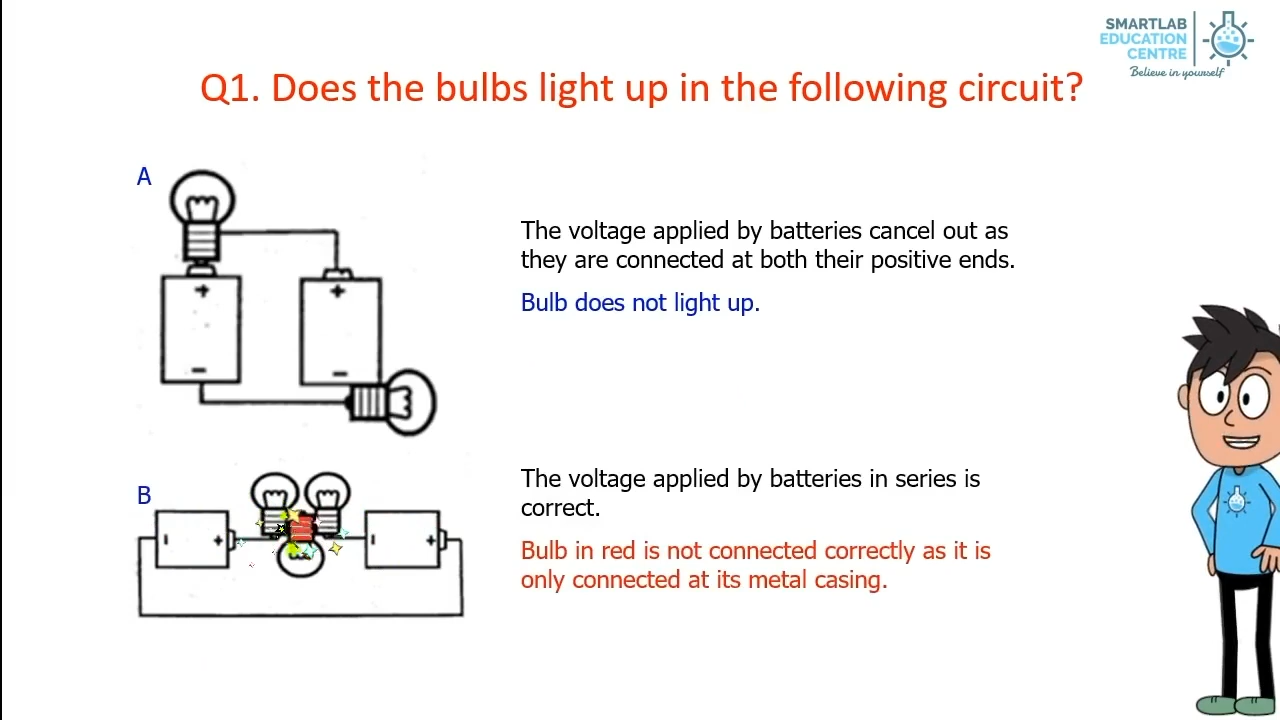 SMARTLAB
EDUCATION
CENTRE
Believe in yourself
Q1. Does the bulbs light up in the following circuit?
A
+
+
−
−
The voltage applied by batteries cancel out as
they are connected at both their positive ends.
Bulb does not light up.
B
+
+
The voltage applied by batteries in series is
correct.
Bulb in red is not connected correctly as it is
only connected at its metal casing.